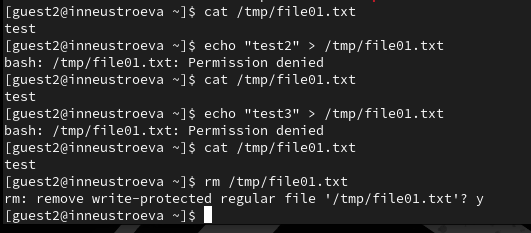 [guest2@inneustroeva ~]$ cat /tmp/file01.txt
test
[guest2@inneustroeva ~]$ echo "test2" > /tmp/file01.txt
bash: /tmp/file01.txt: Permission denied
[guest2@inneustroeva ~]$ cat /tmp/file01.txt
test
[guest2@inneustroeva ~]$ echo "test3" > /tmp/file01.txt
bash: /tmp/file01.txt: Permission denied
[guest2@inneustroeva ~]$ cat /tmp/file01.txt
test
[guest2@inneustroeva ~]$ rm /tmp/file01.txt
rm: remove write-protected regular file '/tmp/file01.txt'? y
[guest2@inneustroeva ~]$